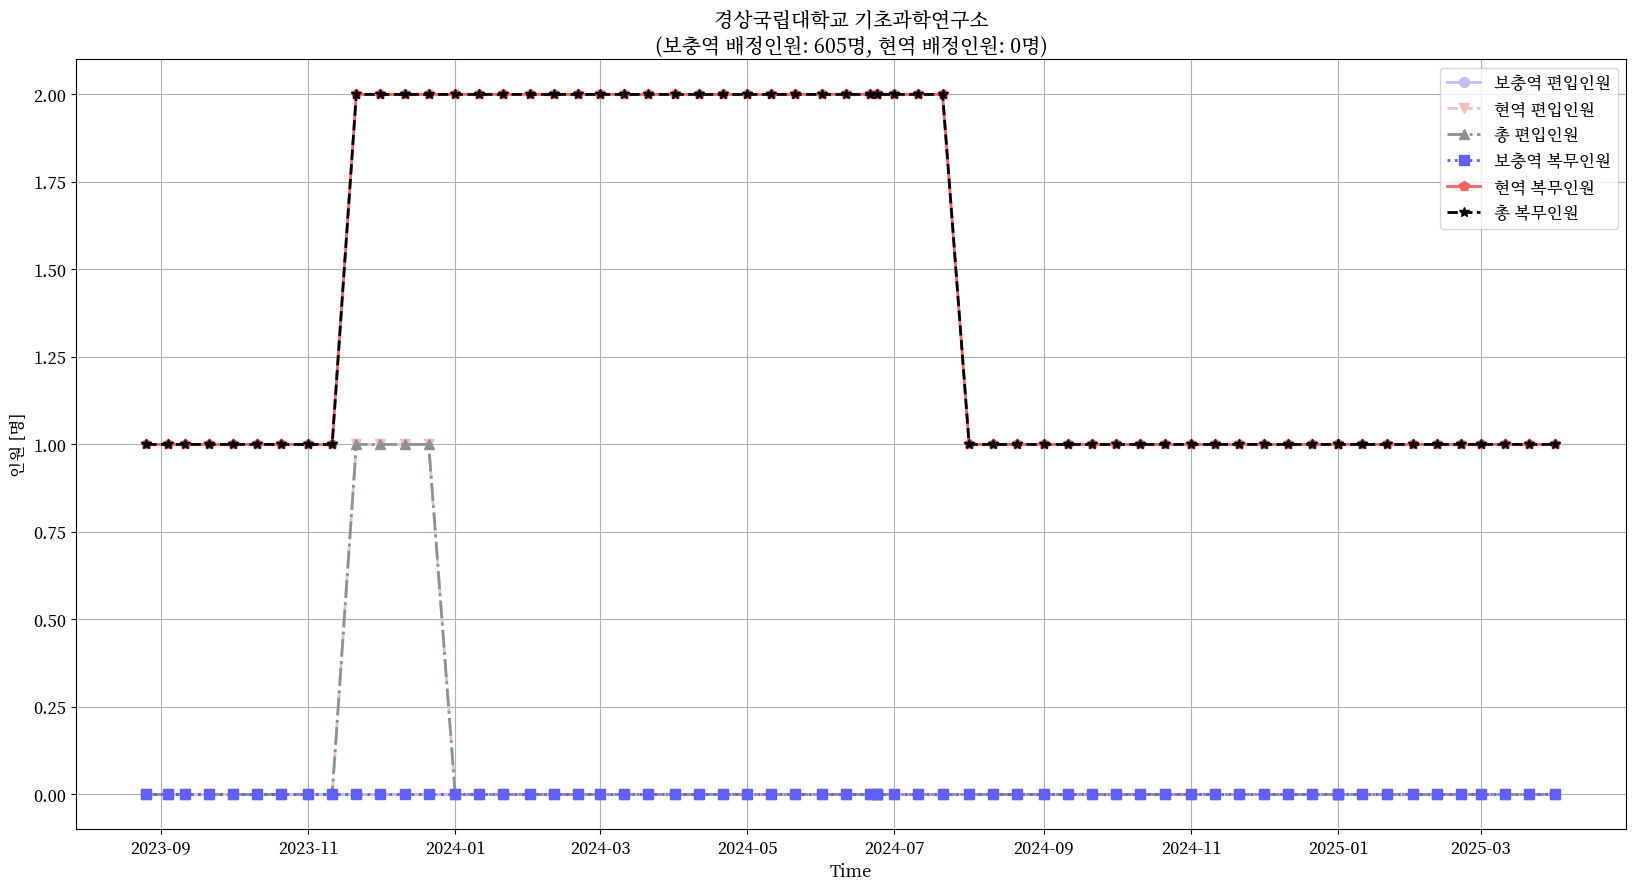 경상국립대학교 기초과학연구소
(보충역 배정인원: 605명, 현역 배정인원: 0명)
2.00
1.75
1.50
1.25
1.00
0.75
0.50
0.25
0.00
인원 [명]
보충역 편입인원
현역 편입인원
총 편입인원
보충역 복무인원
현역 복무인원
총 복무인원
2023-09 2023-11 2024-01 2024-03 2024-05 2024-07 2024-09 2024-11 2025-01 2025-03
Time